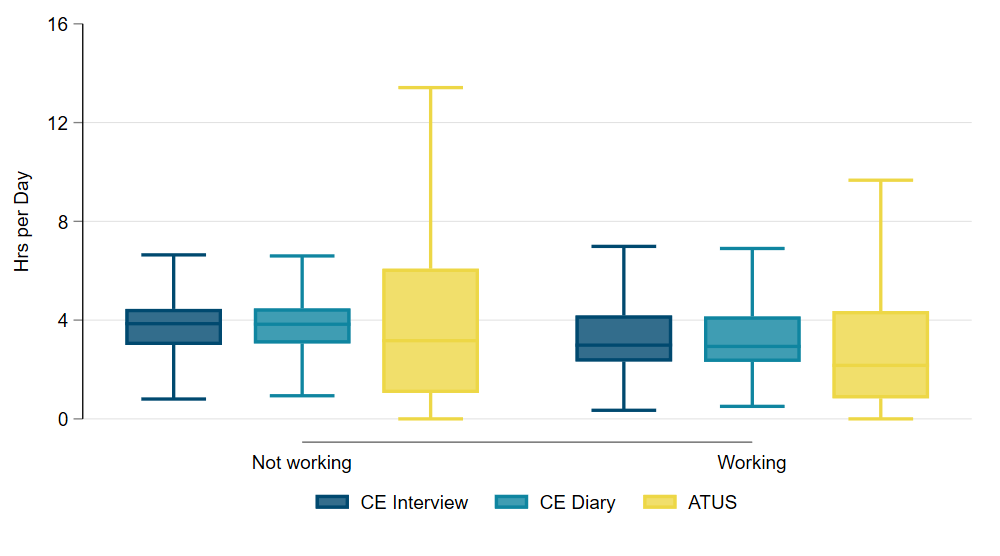 16
12
8
4
0
Hrs per Day
Not working
Working
CE Interview
CE Diary
ATUS